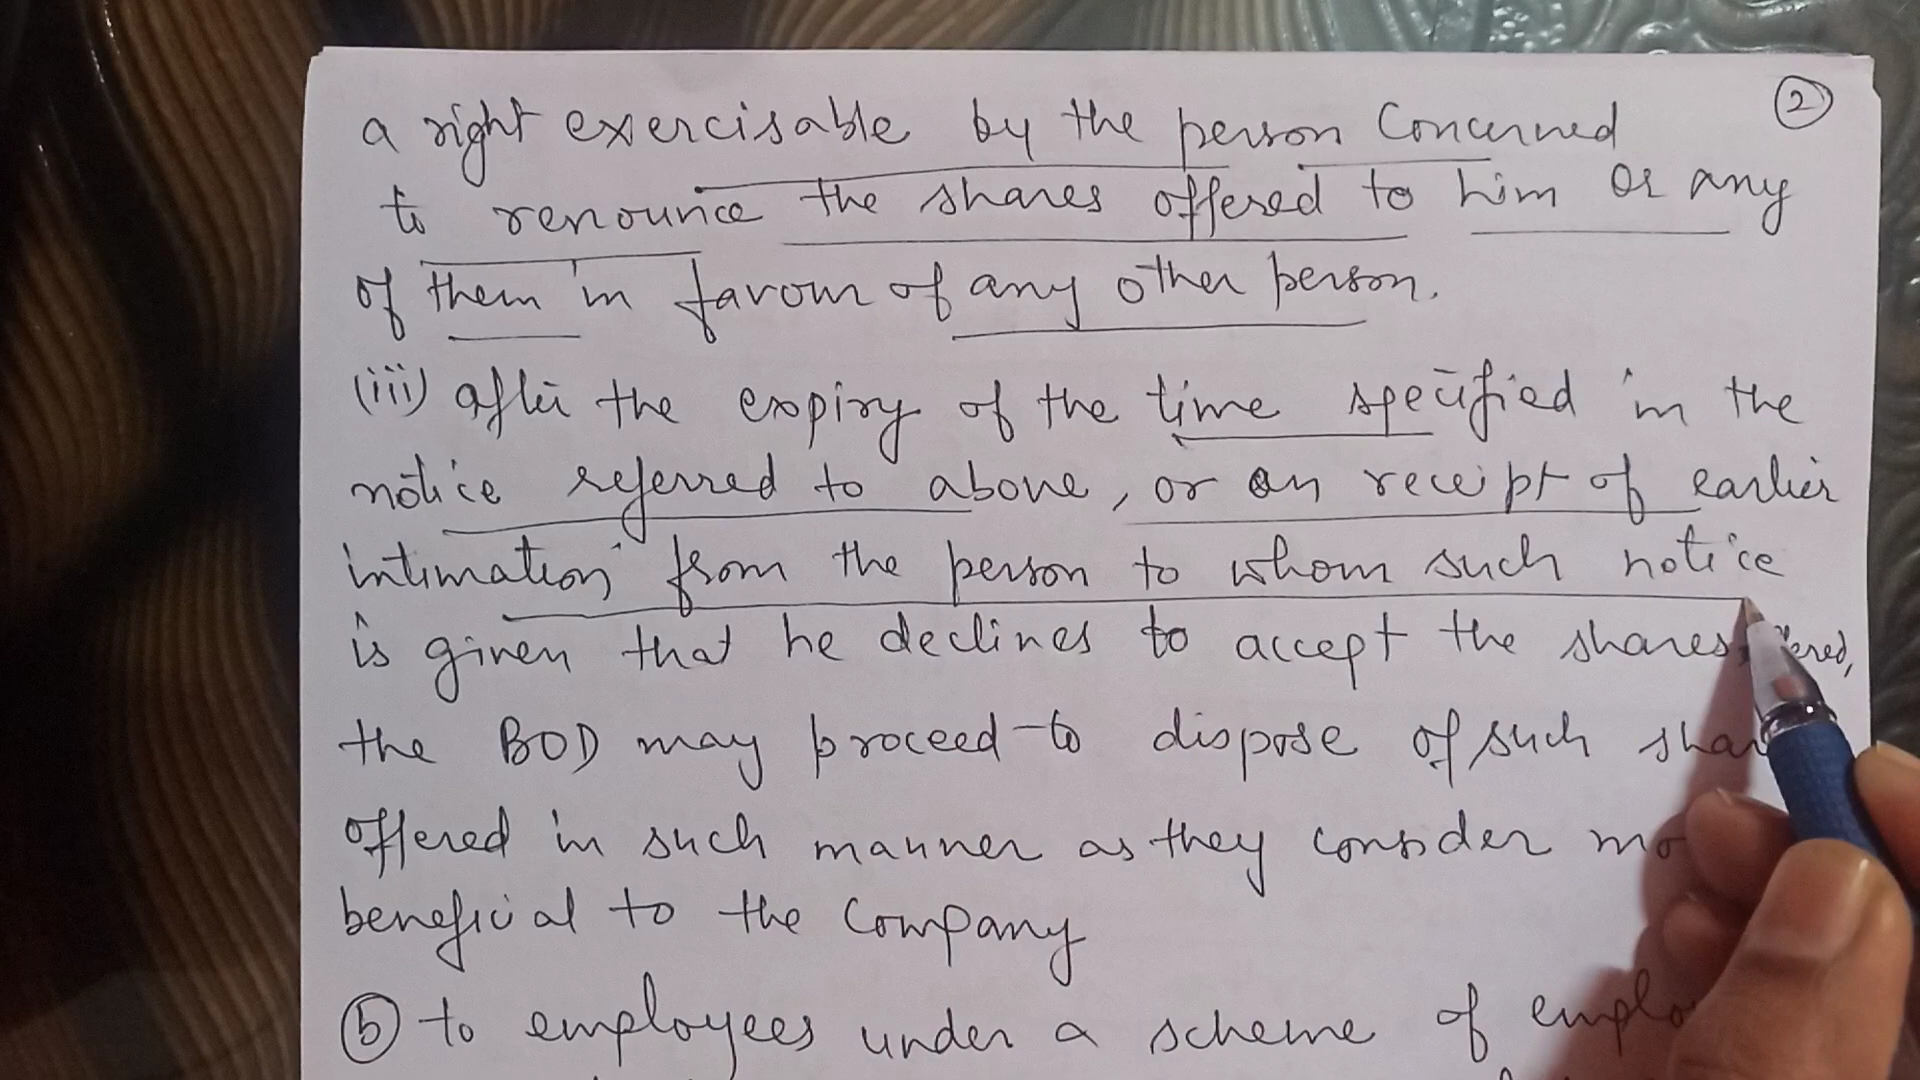 ②
a right exercisable by the person Concerned
to renounce the shares offered to him or any
of them in favour of any other person.
(iii) after the expiry of the time specified in the
notice referred to above, or on receipt of earlier
intimation from the person to whom such notice
is given that he declines to accept the shares
the BOD may proceed to dispose of such
offered in such manner as they consider
beneficial to the Company
⑤ to employees under a scheme of